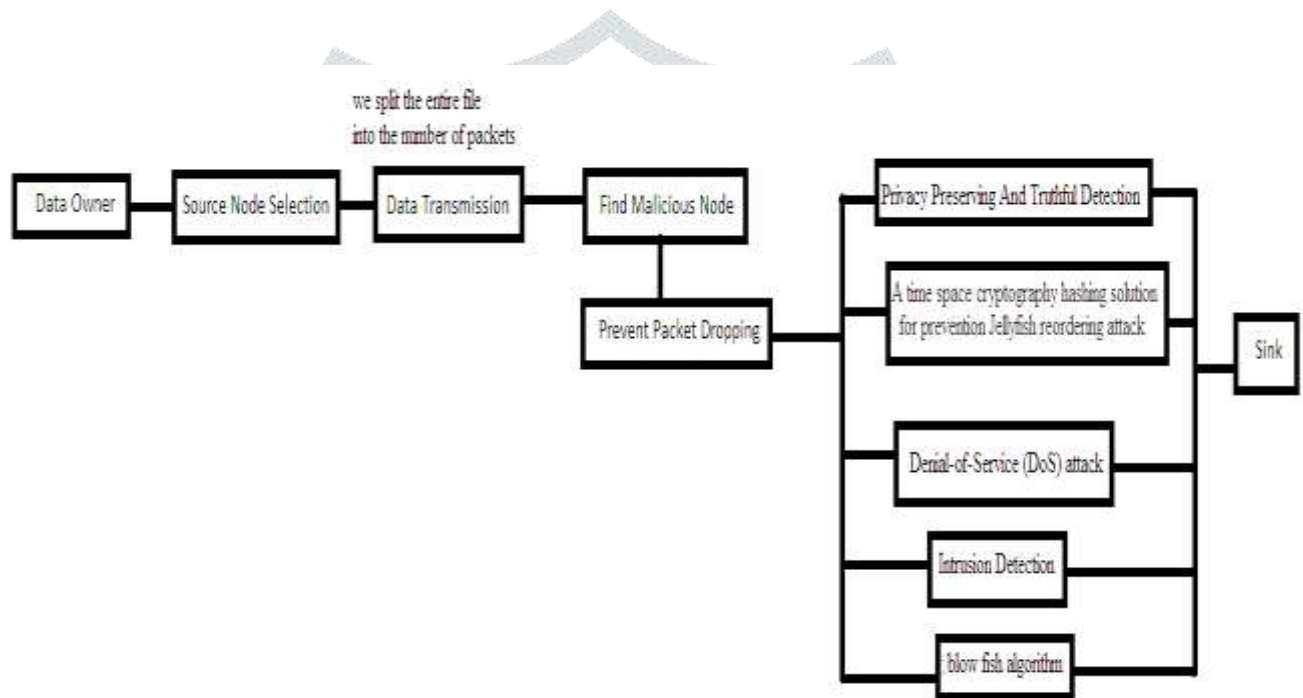 we split the entire file
into the number of packets
Data Owner
Source Node Selection
Data Transmission
Find Malicious Node
Prevent Packet Dropping
Privacy Preserving And Truthful Detection
A time space cryptography hashing solution
for prevention Jellyfish reordering attack
Denial-of-Service (DoS) attack
Intrusion Detection
blow fish algorithm
Sink